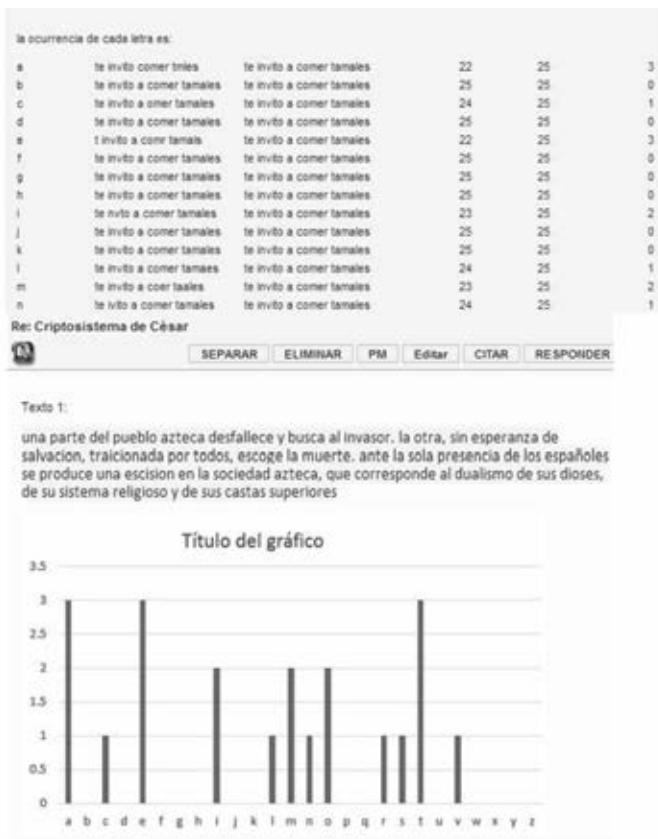 la ocurrencia de cada letra es:
a te invito comer tmles te invito a comer tamales 22 25 3
b te invito a comer tamales te invito a comer tamales 25 25 0
c te invito a omer tamales te invito a comer tamales 24 25 1
d te invito a comer tamales te invito a comer tamales 25 25 0
e t invito a comr tamals te invito a comer tamales 22 25 3
f te invito a comer tamales te invito a comer tamales 25 25 0
g te invito a comer tamales te invito a comer tamales 25 25 0
h te invito a comer tamales te invito a comer tamales 25 25 0
i te nvto a comer tamales te invito a comer tamales 23 25 2
j te invito a comer tamales te invito a comer tamales 25 25 0
k te invito a comer tamales te invito a comer tamales 25 25 0
l te invito a comer tamaes te invito a comer tamales 24 25 1
m te invito a coer taales te invito a comer tamales 23 25 2
n te ivito a comer tamales te invito a comer tamales 24 25 1
Re: Criptosistema de Cèsar
SEPARAR ELIMINAR PM Editar CITAR RESPONDER
Texto 1:
una parte del pueblo azteca desfallece y busca al invasor. la otra, sin esperanza de
salvacion, traicionada por todos, escoge la muerte. ante la sola presencia de los españoles
se produce una escision en la sociedad azteca, que corresponde al dualismo de sus dioses,
de su sistema religioso y de sus castas superiores
Título del gráfico
3.5
3
2.5
2
1.5
1
0.5
0
a b c d e f g h i j k l m n o p q r s t u v w x y z